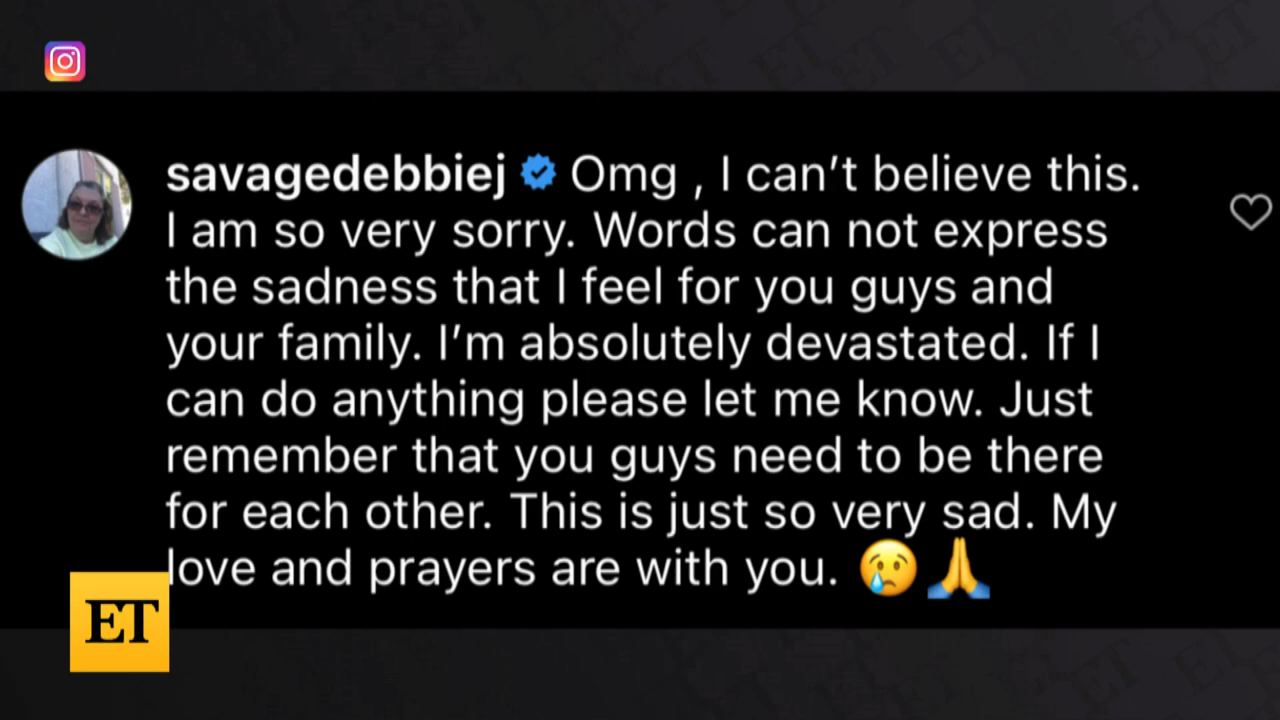 savagedebbiej Omg , I can’t believe this.
I am so very sorry. Words can not express
the sadness that I feel for you guys and
your family. I’m absolutely devastated. If I
can do anything please let me know. Just
remember that you guys need to be there
for each other. This is just so very sad. My
love and prayers are with you. 😢🙏
ET